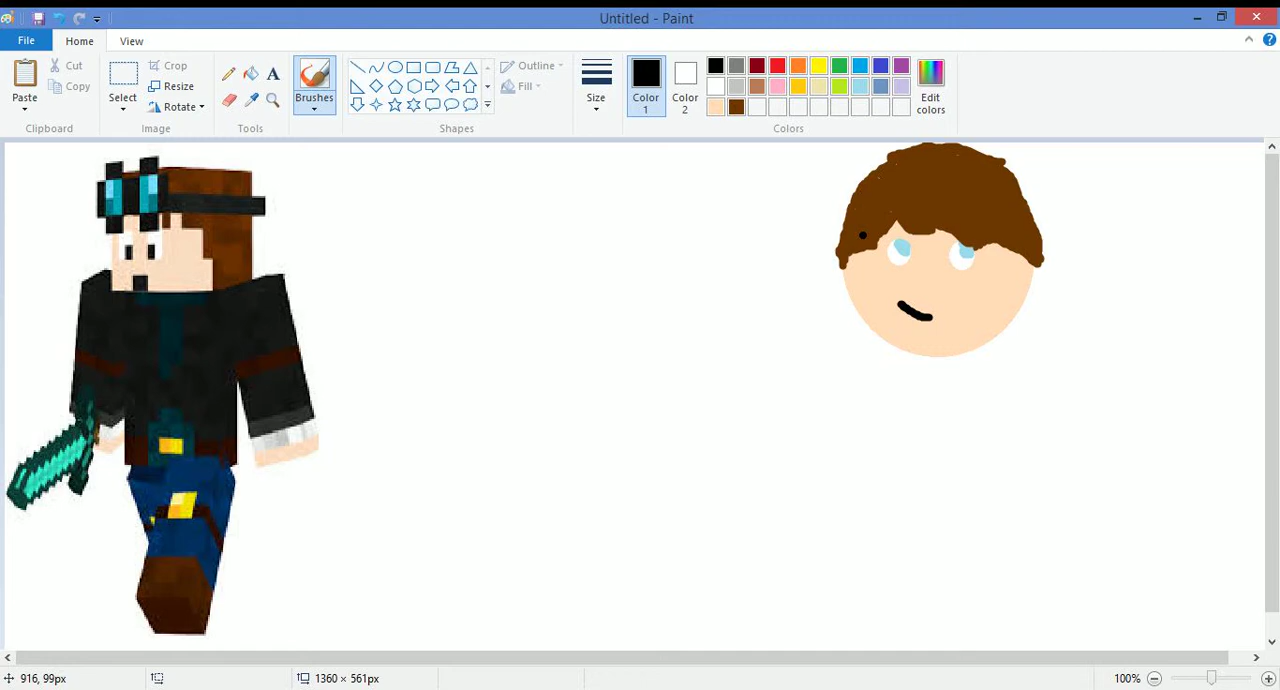 Untitled - Paint
File Home View
Paste Cut Copy Select Crop Resize Rotate Brushes Outline Fill Size Color 1 Color 2 Edit colors
Clipboard Image Tools Shapes Colors
916, 99px 1360 × 561px 100%